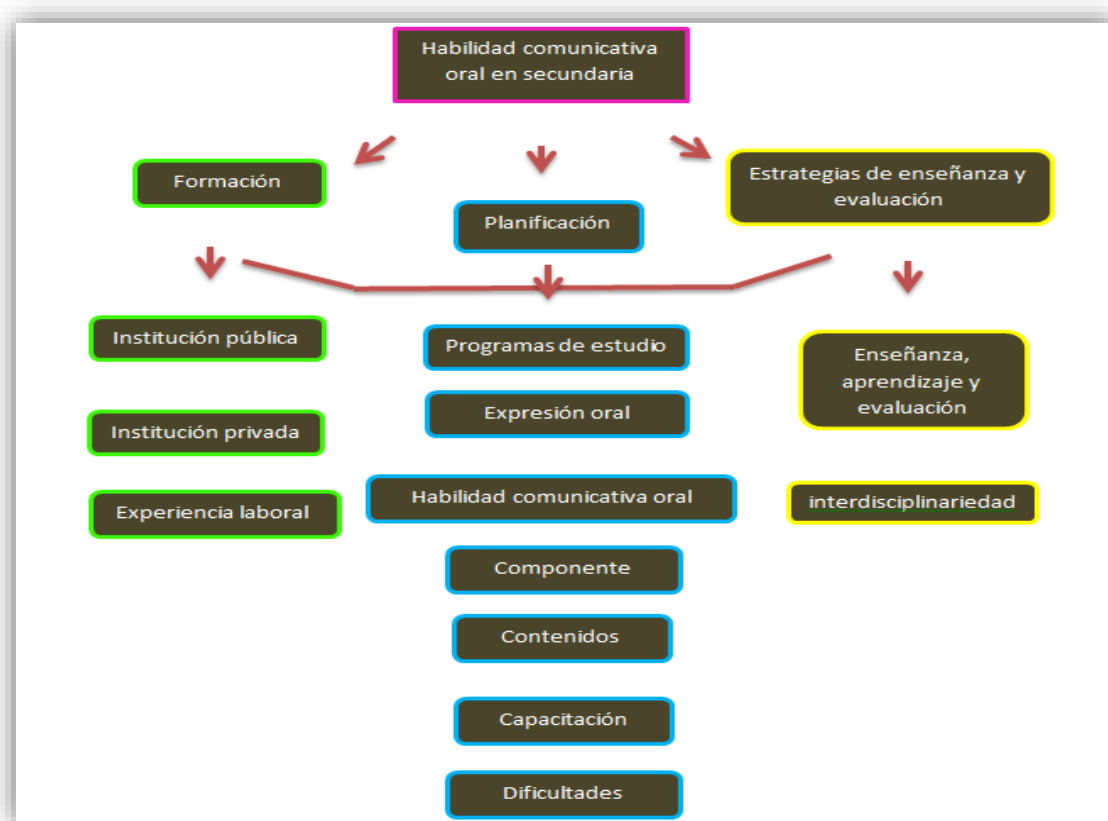 Habilidad comunicativa
oral en secundaria
Formación
Planificación
Estrategias de enseñanza y
evaluación
Institución pública
Institución privada
Experiencia laboral
Programas de estudio
Expresión oral
Habilidad comunicativa oral
Componente
Contenidos
Capacitación
Dificultades
Enseñanza,
aprendizaje y
evaluación
interdisciplinariedad